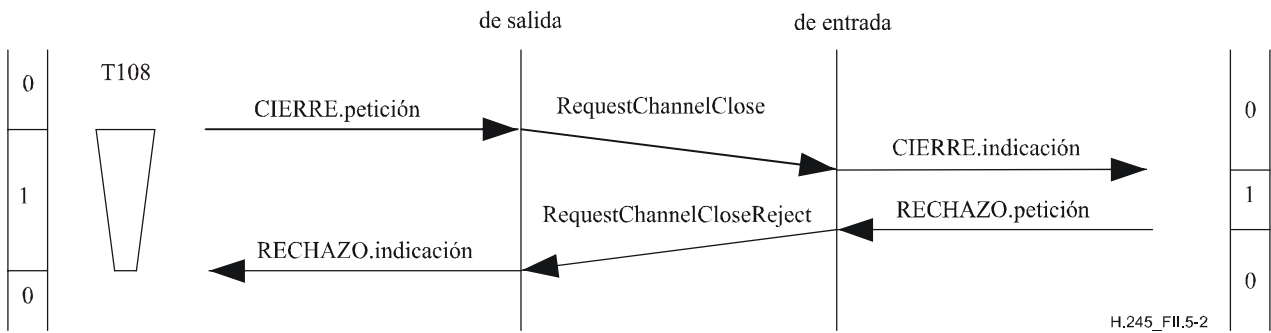 de salida
de entrada
0
T108
CIERRE.petición
RequestChannelClose
0
CIERRE.indicación
1
RequestChannelCloseReject
RECHAZO.petición
1
RECHAZO.indicación
0
0
H.245_FII.5-2